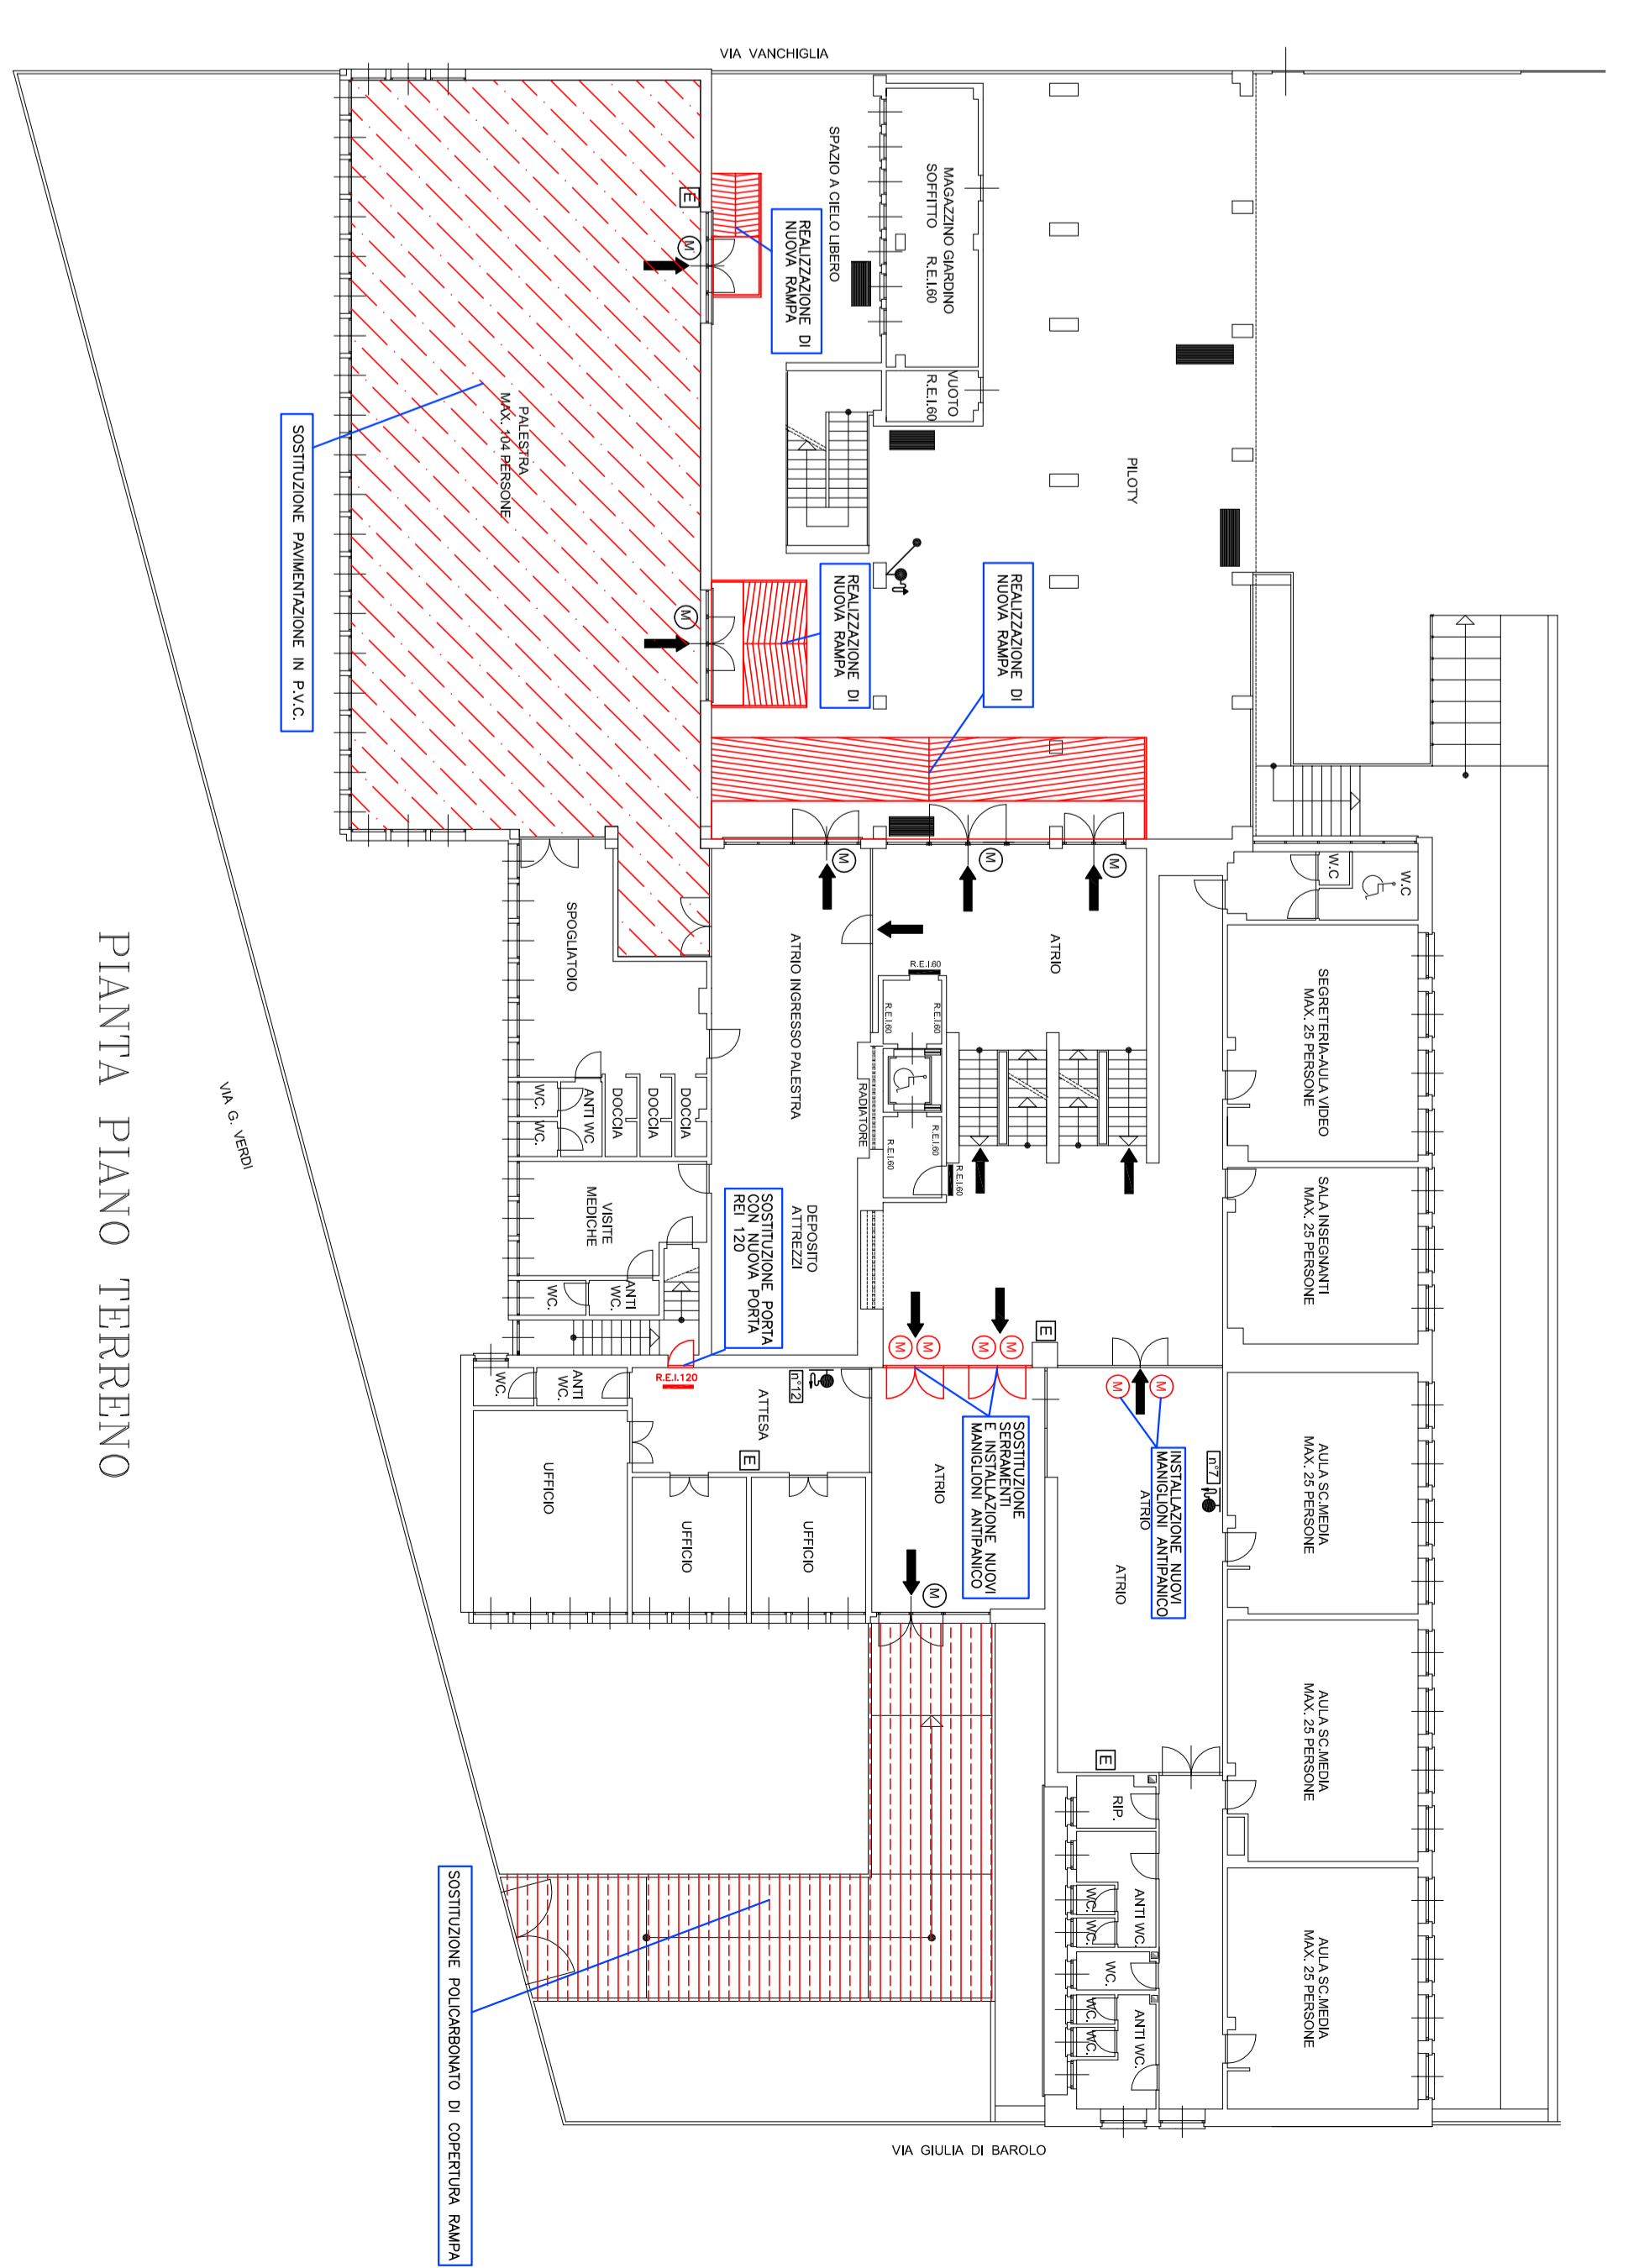 VIA VANCHIGLIA
SPAZIO A CIELO LIBERO
MAGAZZINO GIARDINO
SOFFITTO R.E.I.60
VUOTO
R.E.I.60
PILOTY
REALIZZAZIONE DI
NUOVA RAMPA
REALIZZAZIONE DI
NUOVA RAMPA
REALIZZAZIONE DI
NUOVA RAMPA
E
M
M
PALESTRA
MAX. 104 PERSONE
SOSTITUZIONE PAVIMENTAZIONE IN P.V.C.
M
M
M
W.C
W.C
SEGRETERIA-AULA VIDEO
MAX. 25 PERSONE
SALA INSEGNANTI
MAX. 25 PERSONE
ATRIO
ATRIO INGRESSO PALESTRA
R.E.I.60
R.E.I.60
R.E.I.60
R.E.I.60
R.E.I.60
R.E.I.60
RADIATORE
SPOGLIATOIO
DOCCIA
DOCCIA
DOCCIA
ANTI WC
WC.
WC.
VISITE
MEDICHE
ANTI
WC.
WC.
DEPOSITO
ATTREZZI
SOSTITUZIONE PORTA
CON NUOVA PORTA
REI 120
R.E.I.120
ANTI
WC.
WC.
ATTESA
n°12
E
UFFICIO
UFFICIO
UFFICIO
E
M
M
M
M
M
M
ATRIO
M
SOSTITUZIONE
SERRAMENTI
E INSTALLAZIONE NUOVI
MANIGLIONI ANTIPANICO
INSTALLAZIONE NUOVI
MANIGLIONI ANTIPANICO
ATRIO
ATRIO
n°7
AULA SC.MEDIA
MAX. 25 PERSONE
AULA SC.MEDIA
MAX. 25 PERSONE
AULA SC.MEDIA
MAX. 25 PERSONE
E
RIP.
ANTI WC.
WC.
WC.
WC.
ANTI WC.
WC.
WC.
SOSTITUZIONE POLICARBONATO DI COPERTURA RAMPA
VIA GIULIA DI BAROLO
VIA G. VERDI
PIANTA PIANO TERRENO